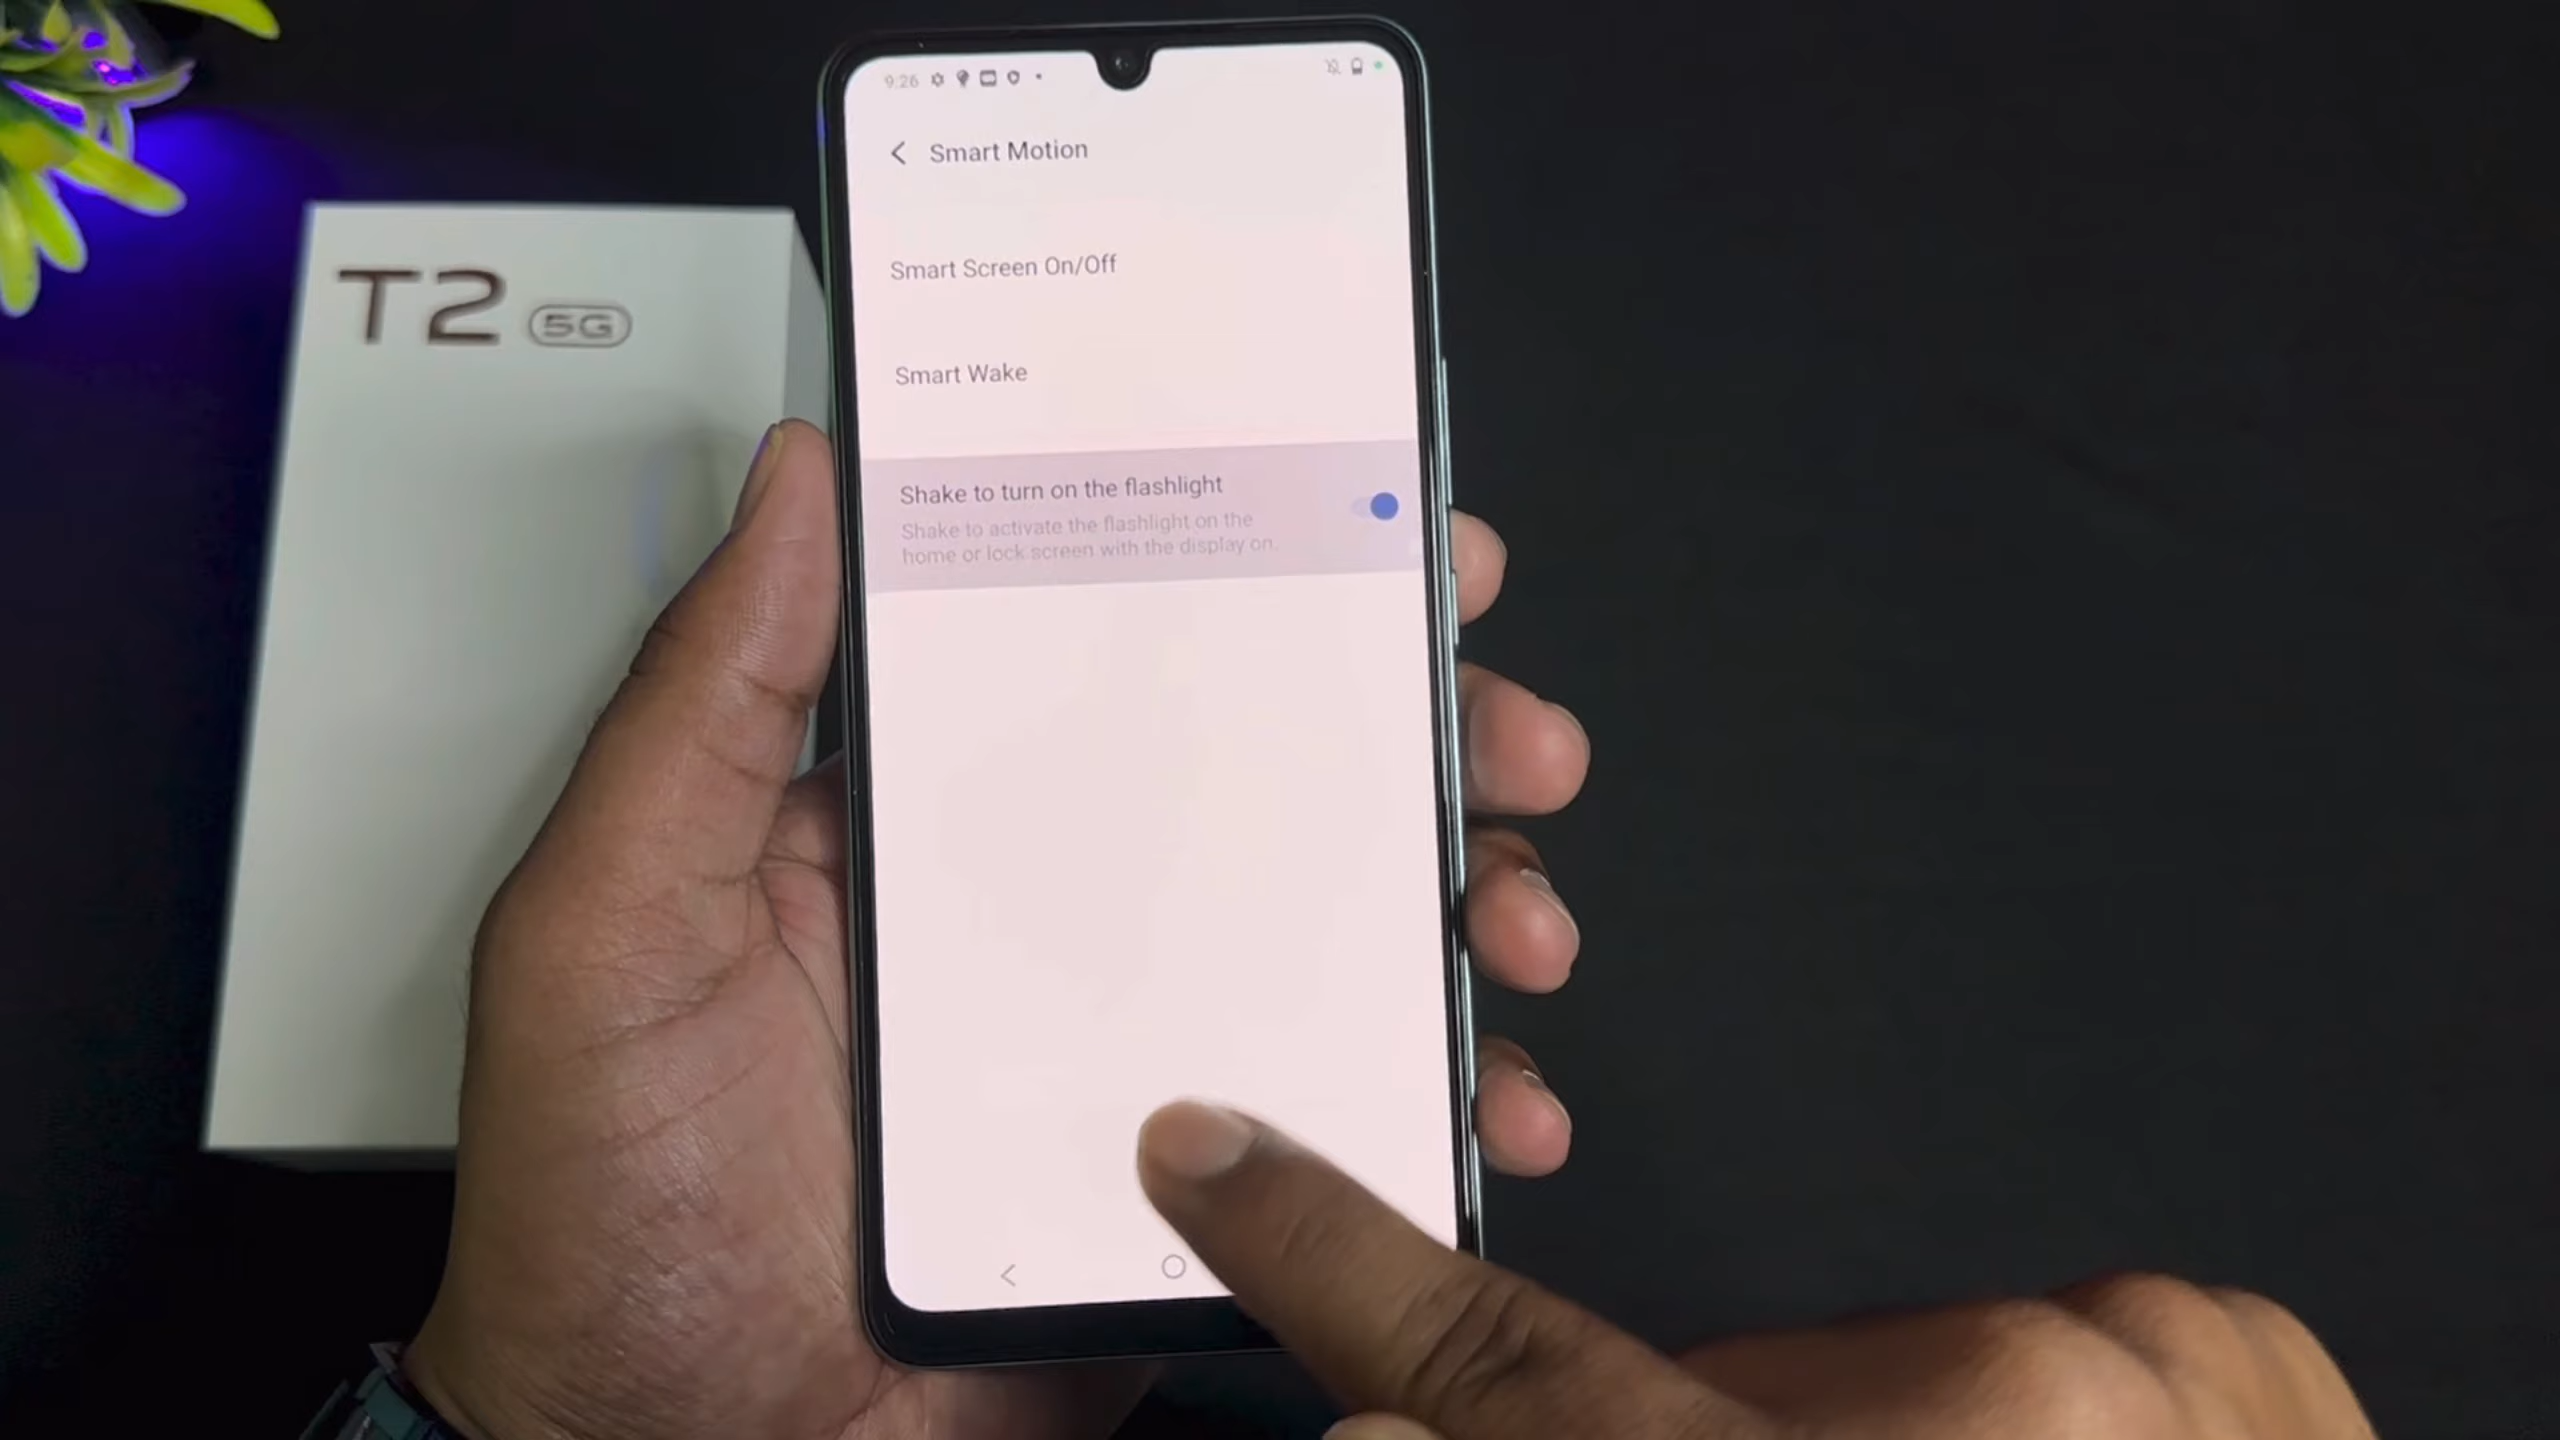 T2 5G
9:26
Smart Motion
Smart Screen On/Off
Smart Wake
Shake to turn on the flashlight
Shake to activate the flashlight on the
home or lock screen with the display on.